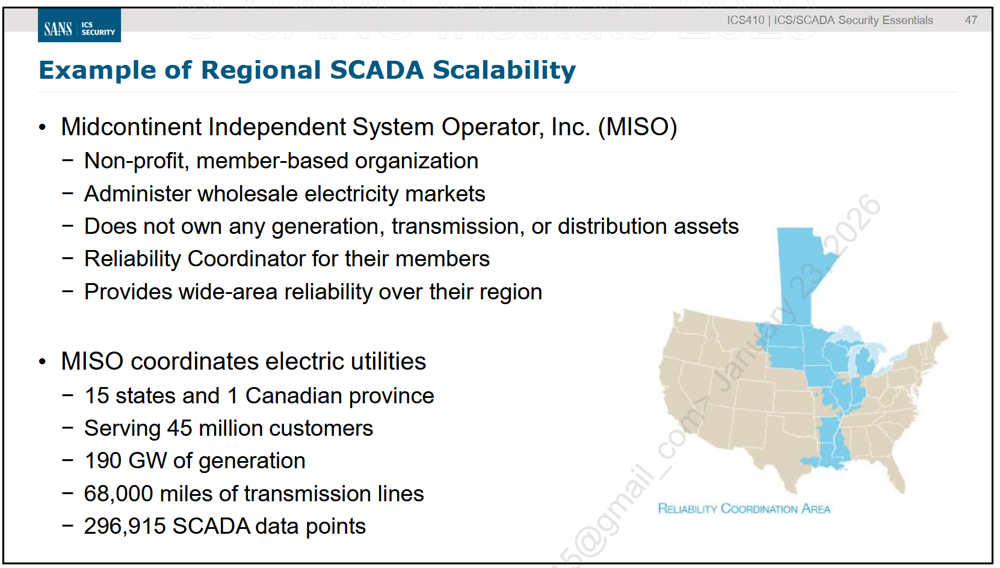 © SANS Institute 2023
SANS | ICS SECURITY
ICS410 | ICS/SCADA Security Essentials 47
Example of Regional SCADA Scalability
• Midcontinent Independent System Operator, Inc. (MISO)
− Non-profit, member-based organization
− Administer wholesale electricity markets
− Does not own any generation, transmission, or distribution assets
− Reliability Coordinator for their members
− Provides wide-area reliability over their region
• MISO coordinates electric utilities
− 15 states and 1 Canadian province
− Serving 45 million customers
− 190 GW of generation
− 68,000 miles of transmission lines
− 296,915 SCADA data points
RELIABILITY COORDINATION AREA
15@gmail_com> January 23, 2026